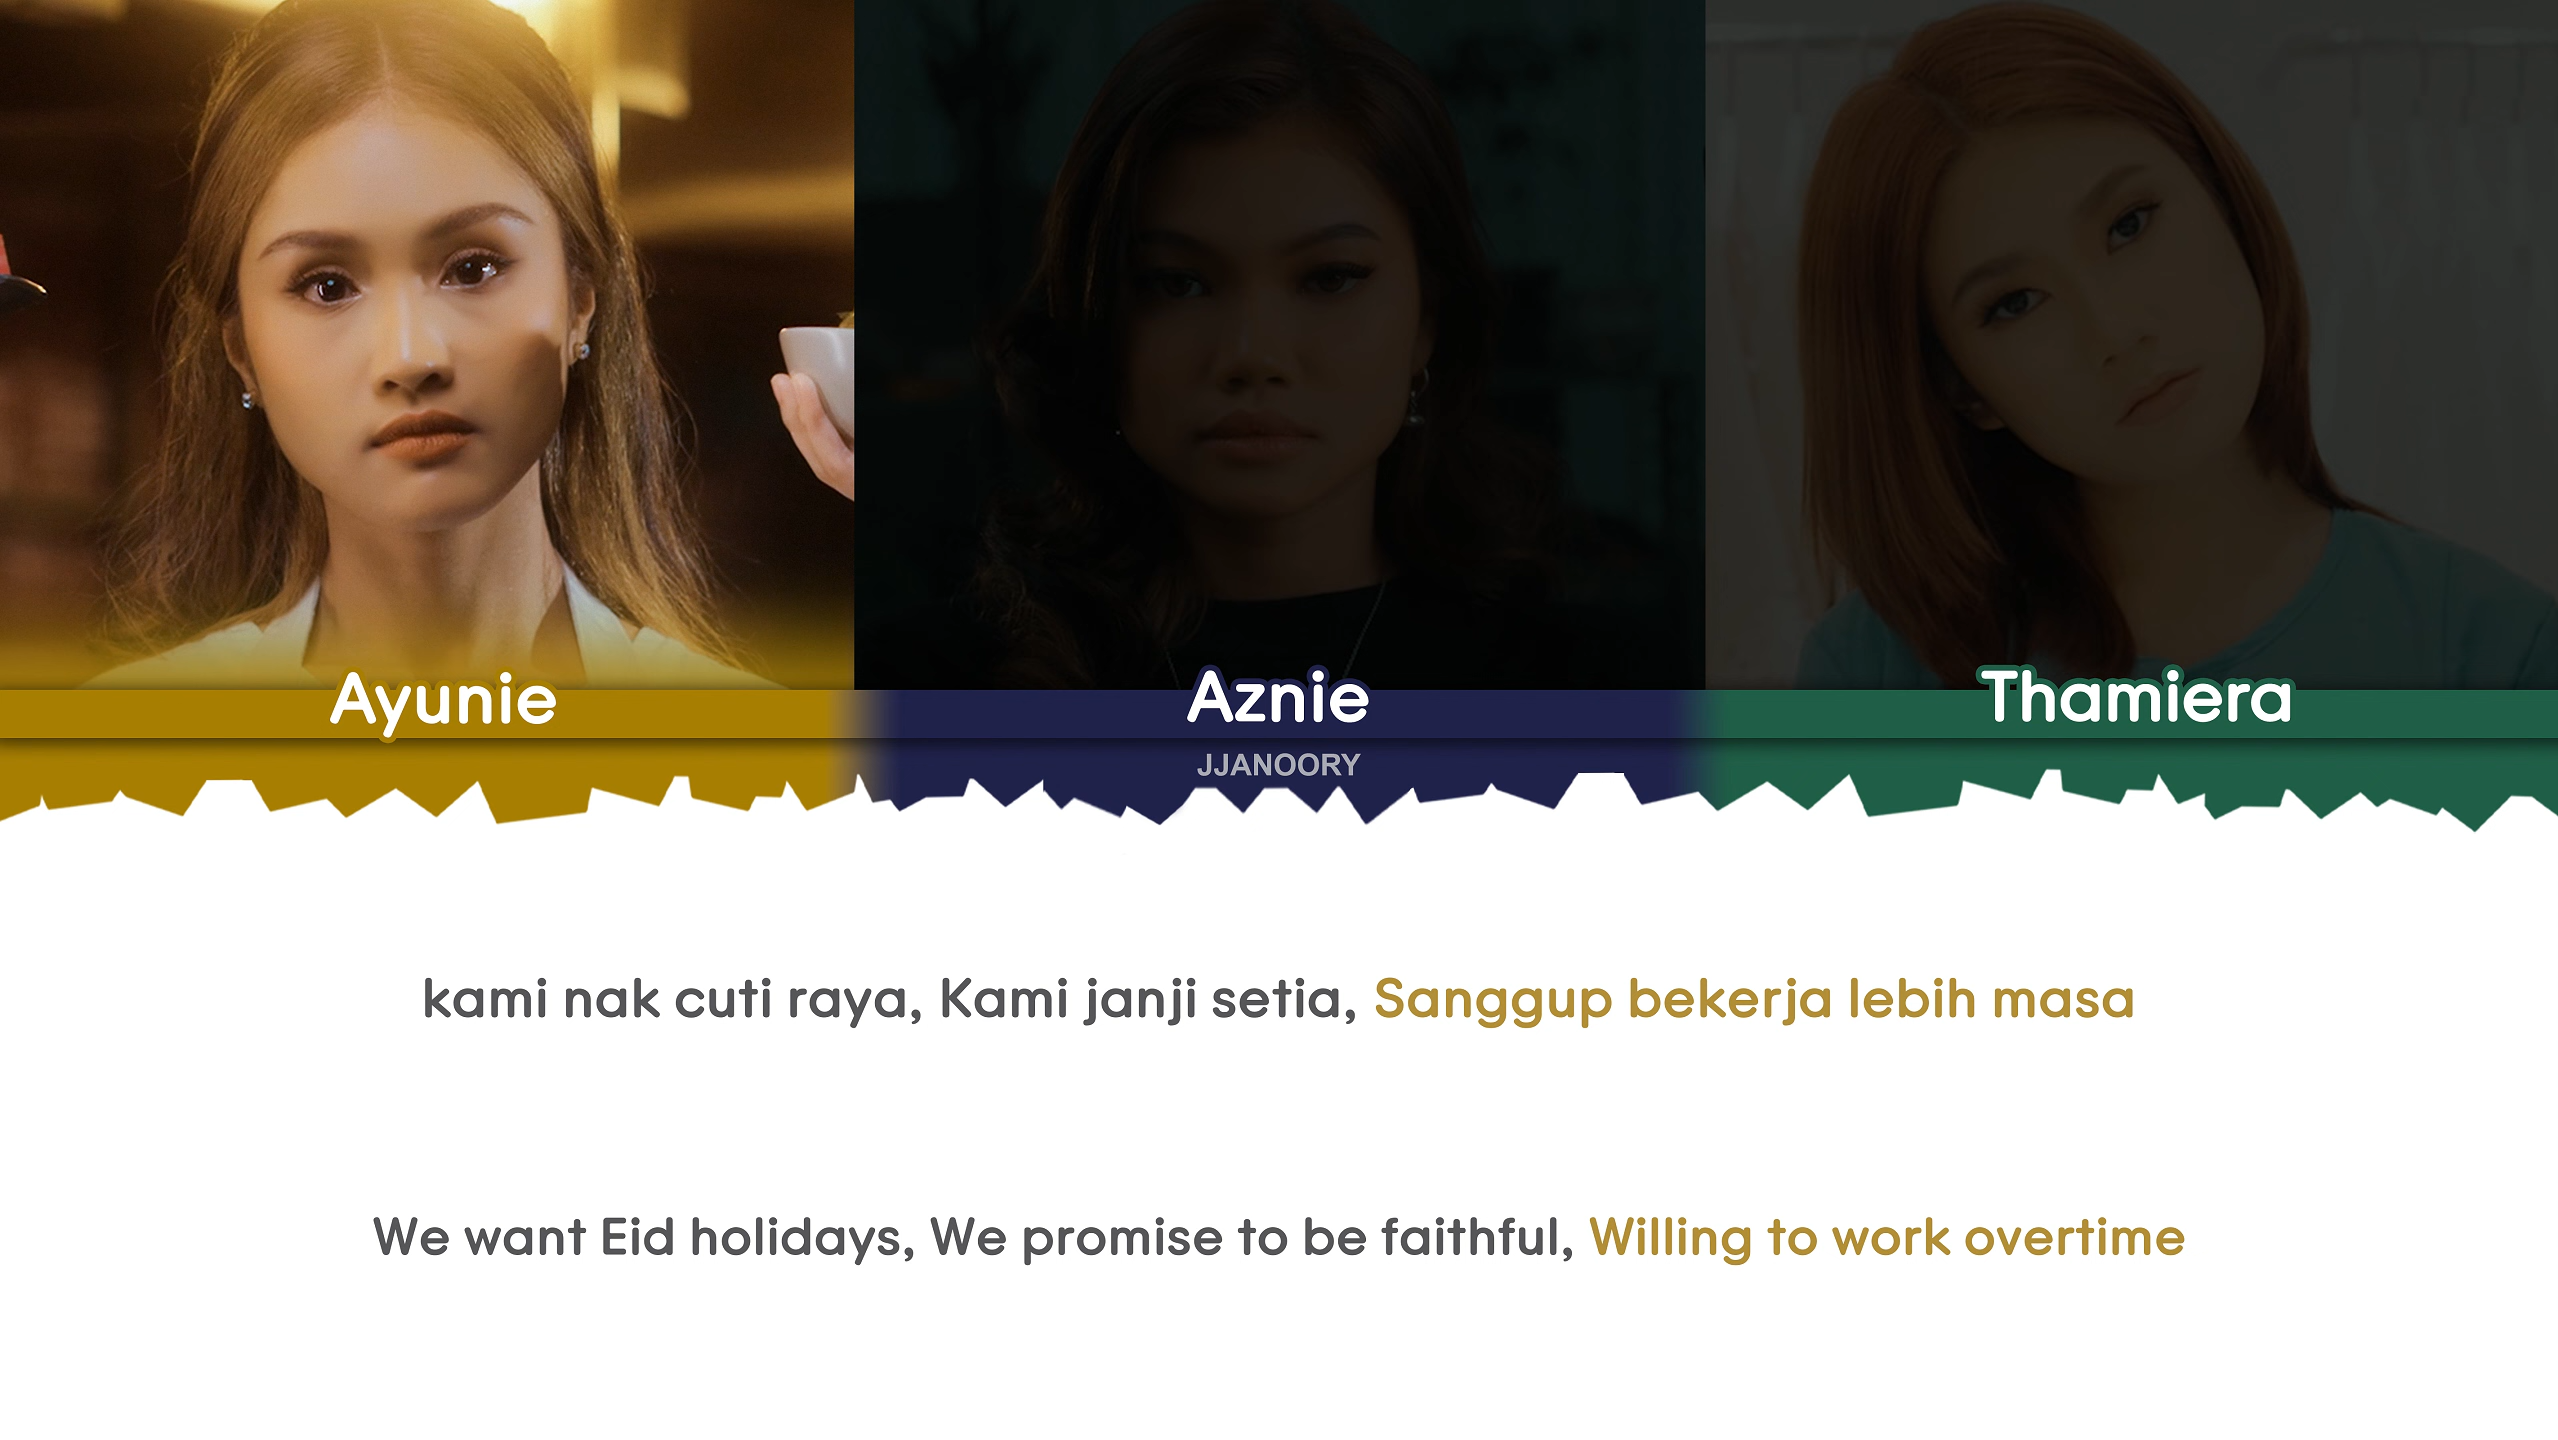 Ayunie
Aznie
Thamiera
JJANOORY
kami nak cuti raya, Kami janji setia, Sanggup bekerja lebih masa
We want Eid holidays, We promise to be faithful, Willing to work overtime